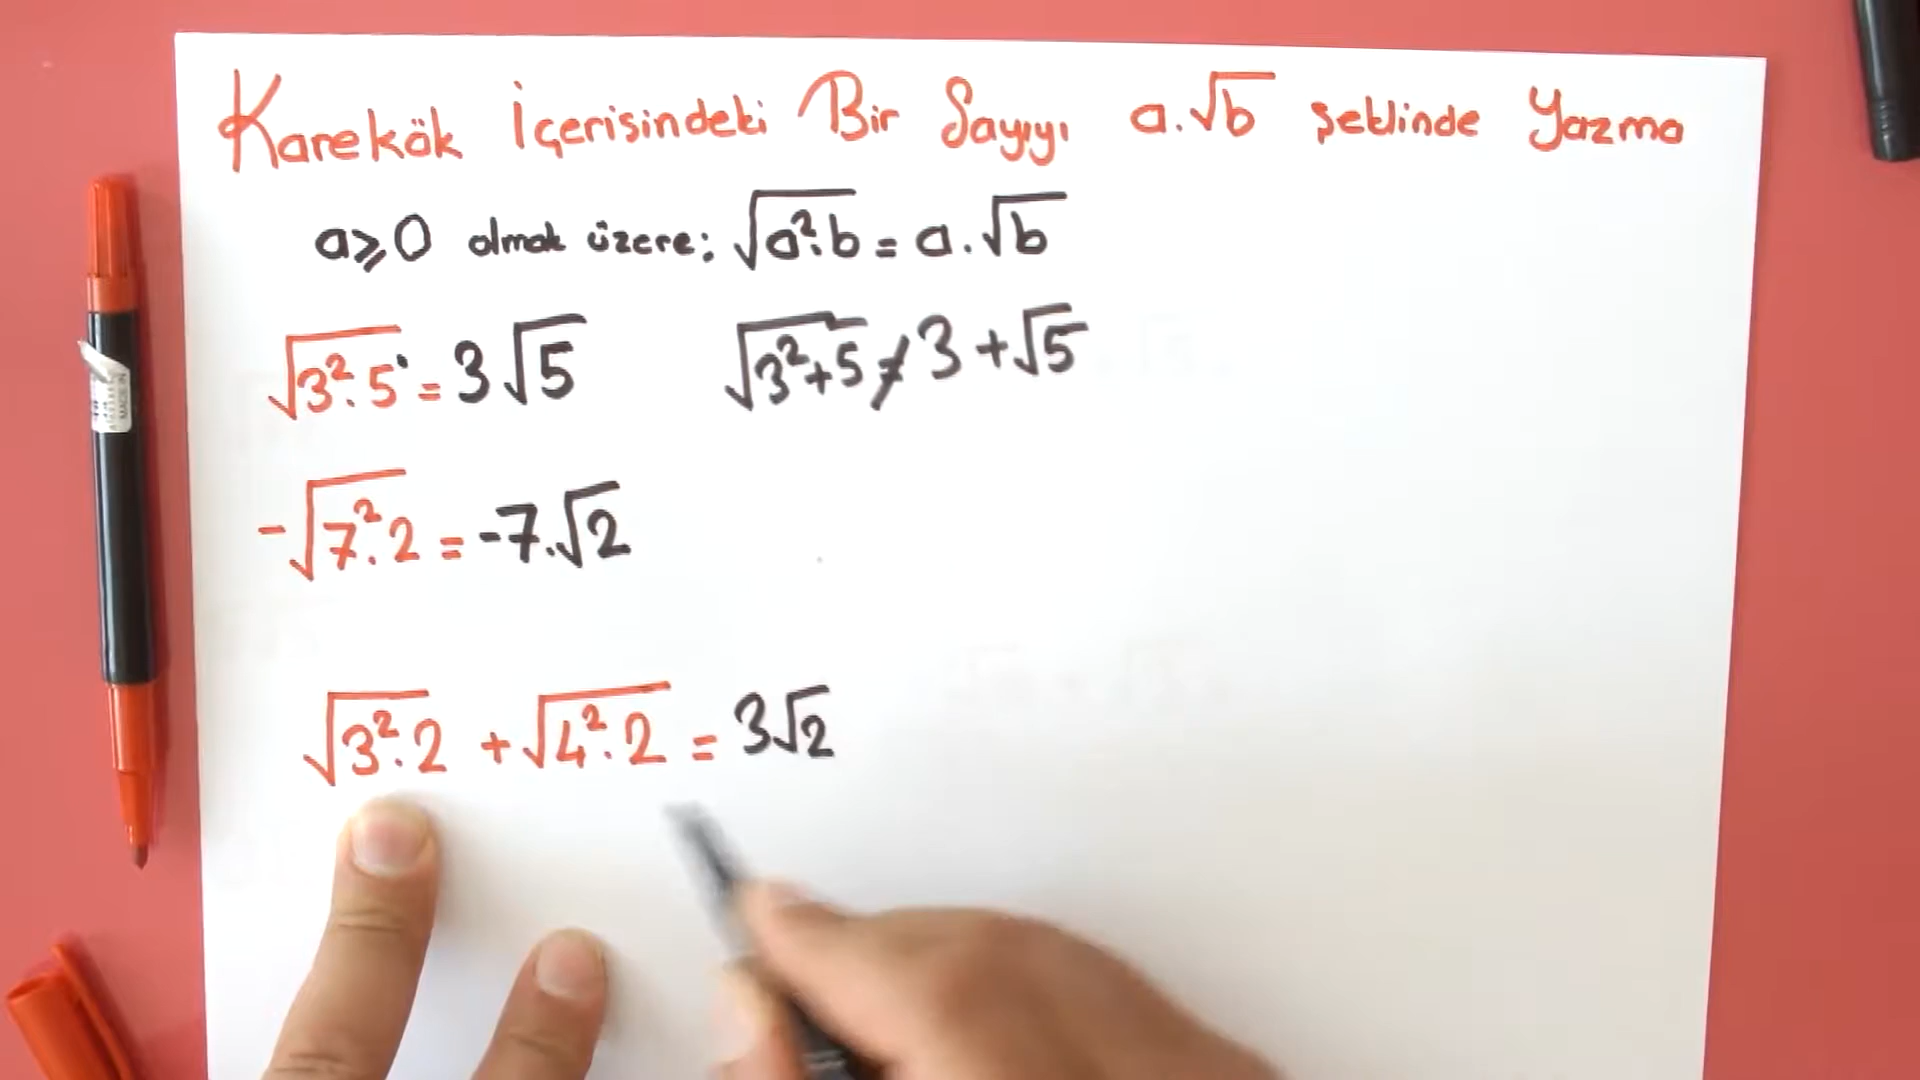 Karekök İçerisindeki Bir Sayıyı a.√b şeklinde Yazma
a≥0 olmak üzere: √(a².b) = a.√b
√(3².5) = 3√5
√(3²+5) ≠ 3+√5
-√(7².2) = -7.√2
√(3².2) + √(4².2) = 3√2